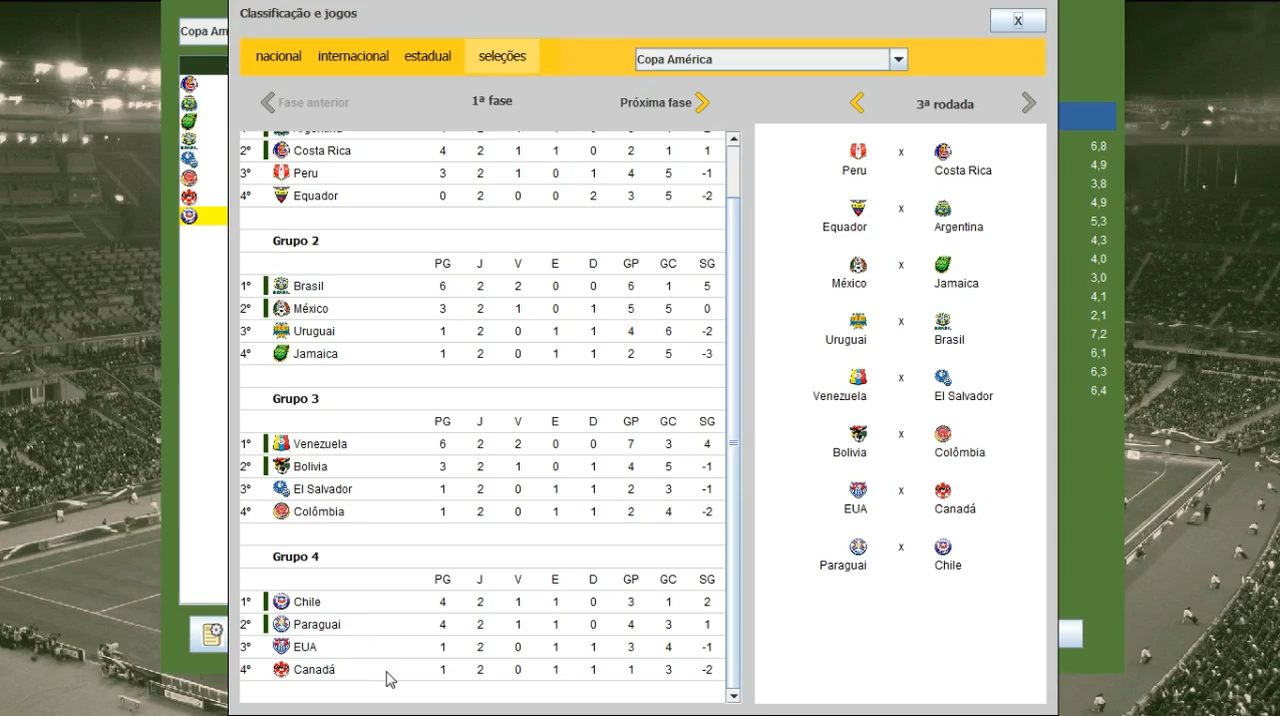 Classificação e jogos
X
Copa Am
nacional internacional estadual seleções Copa América
Fase anterior 1ª fase Próxima fase 3ª rodada
2º Costa Rica 4 2 1 1 0 2 1 1
3º Peru 3 2 1 0 1 4 5 -1
4º Equador 0 2 0 0 2 3 5 -2
Grupo 2
PG J V E D GP GC SG
1º Brasil 6 2 2 0 0 6 1 5
2º México 3 2 1 0 1 5 5 0
3º Uruguai 1 2 0 1 1 4 6 -2
4º Jamaica 1 2 0 1 1 2 5 -3
Grupo 3
PG J V E D GP GC SG
1º Venezuela 6 2 2 0 0 7 3 4
2º Bolivia 3 2 1 0 1 4 5 -1
3º El Salvador 1 2 0 1 1 2 3 -1
4º Colômbia 1 2 0 1 1 2 4 -2
Grupo 4
PG J V E D GP GC SG
1º Chile 4 2 1 1 0 3 1 2
2º Paraguai 4 2 1 1 0 4 3 1
3º EUA 1 2 0 1 1 3 4 -1
4º Canadá 1 2 0 1 1 1 3 -2
Peru x Costa Rica
Equador x Argentina
México x Jamaica
Uruguai x Brasil
Venezuela x El Salvador
Bolivia x Colômbia
EUA x Canadá
Paraguai x Chile
6,8
4,9
3,8
4,9
5,3
4,3
4,0
3,0
4,1
2,1
7,2
6,1
6,3
6,4